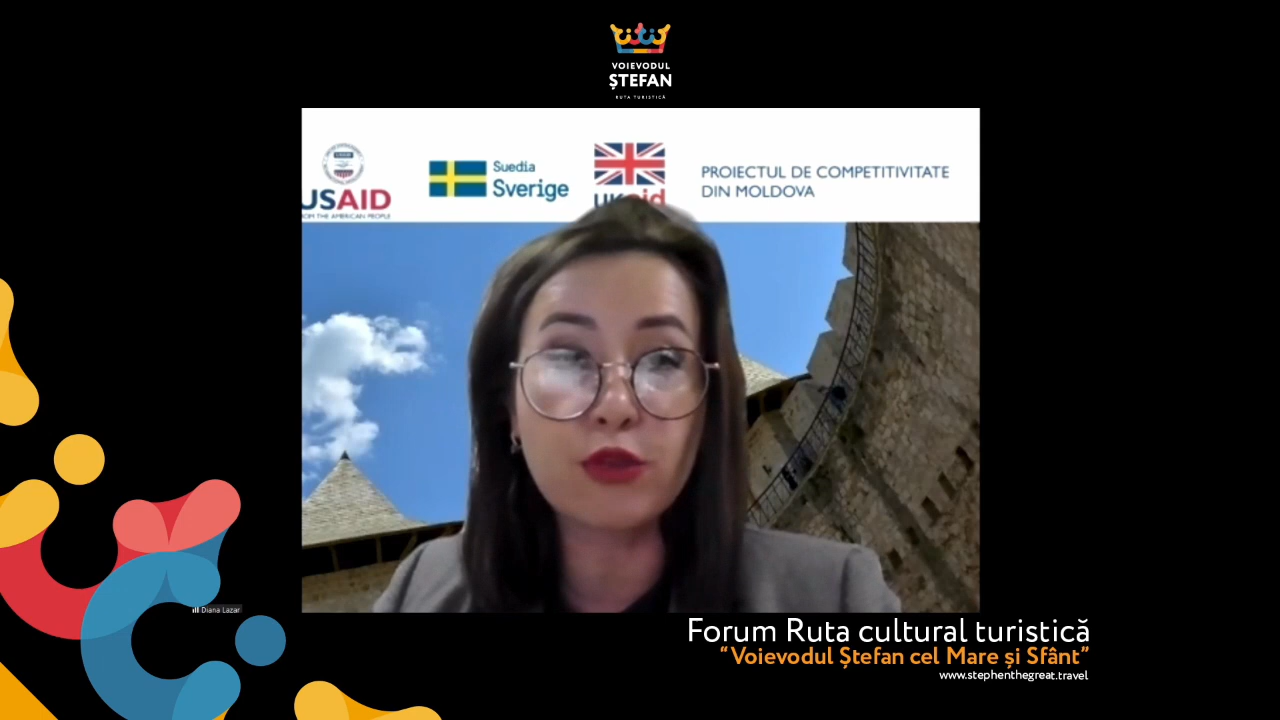 VOIEVODUL
ȘTEFAN
RUTA TURISTICĂ
USAID
FROM THE AMERICAN PEOPLE
Suedia
Sverige
ukaid
PROIECTUL DE COMPETITIVITATE
DIN MOLDOVA
Diana Lazar
Forum Ruta cultural turistică
“Voievodul Ștefan cel Mare și Sfânt”
www.stephenthegreat.travel